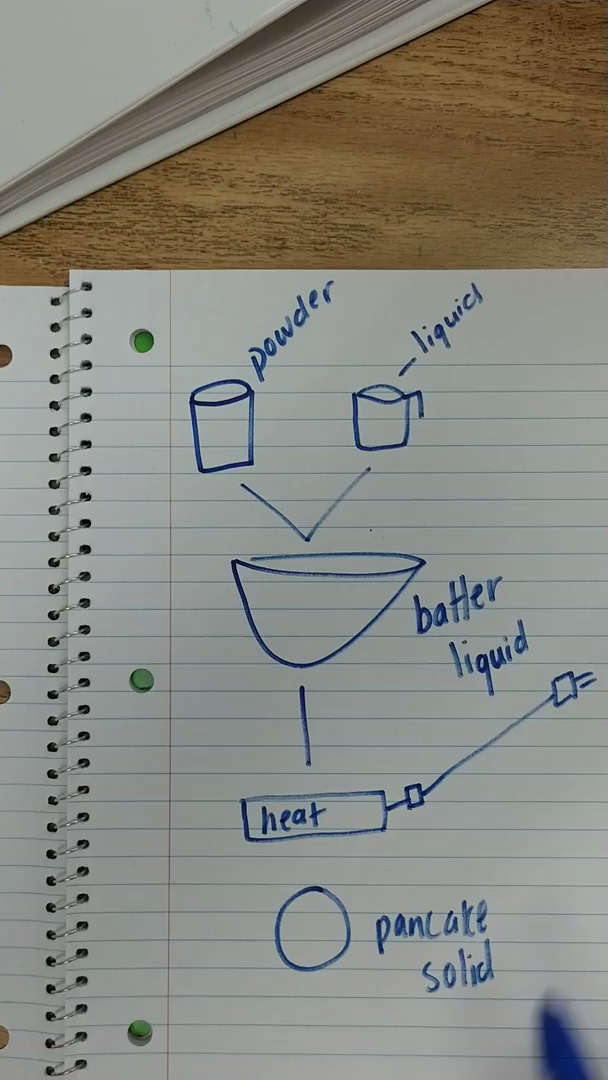 powder
liquid
batter
liquid
heat
pancake
solid